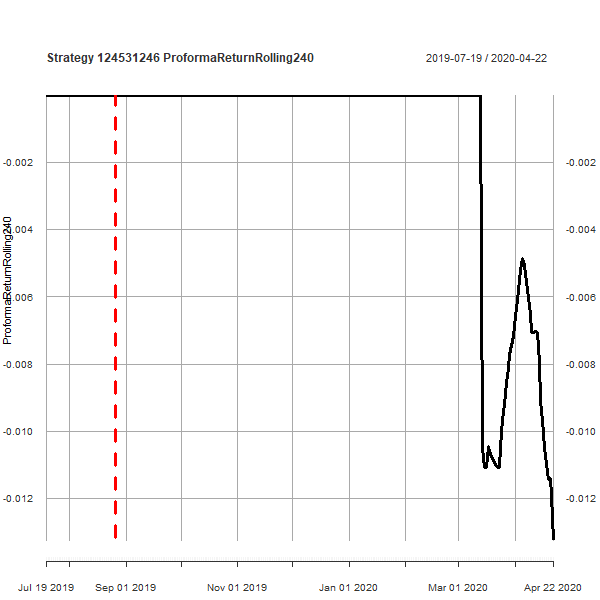 Strategy 124531246 ProformaReturnRolling240
2019-07-19 / 2020-04-22
-0.002 -0.002
-0.004 -0.004
ProformaReturnRolling240
-0.006 -0.006
-0.008 -0.008
-0.010 -0.010
-0.012 -0.012
Jul 19 2019 Sep 01 2019 Nov 01 2019 Jan 01 2020 Mar 01 2020 Apr 22 2020